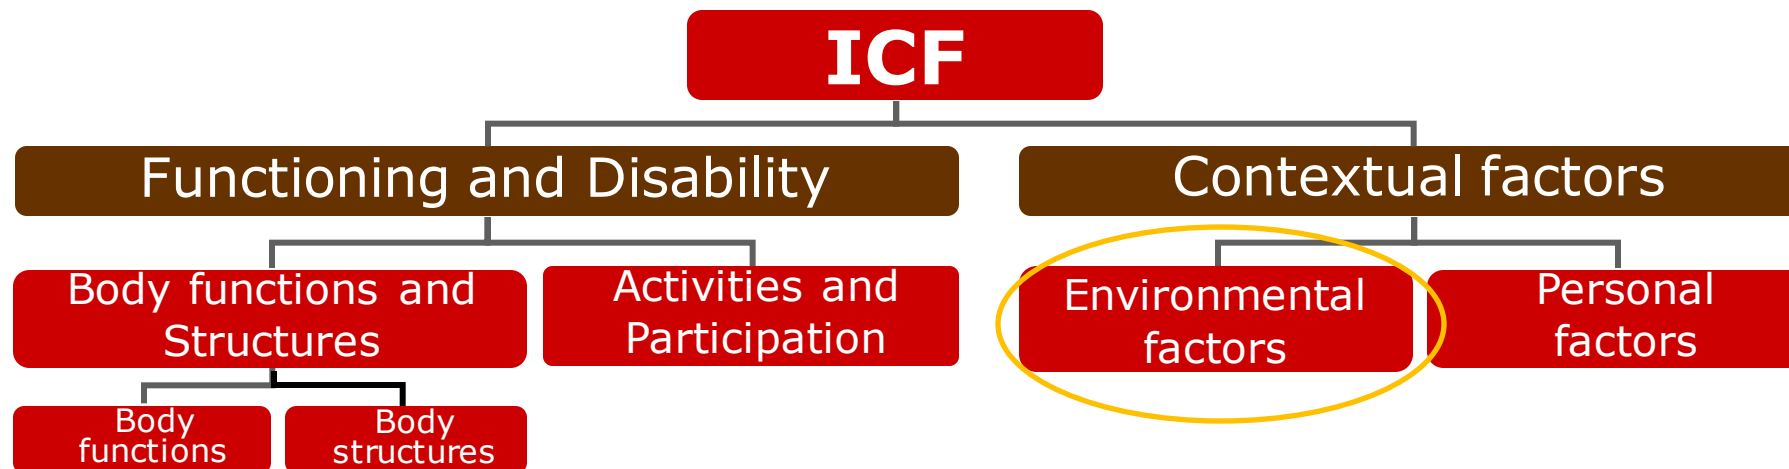 ICF
Functioning and Disability
Contextual factors
Body functions and
Structures
Activities and
Participation
Environmental
factors
Personal
factors
Body
functions
Body
structures